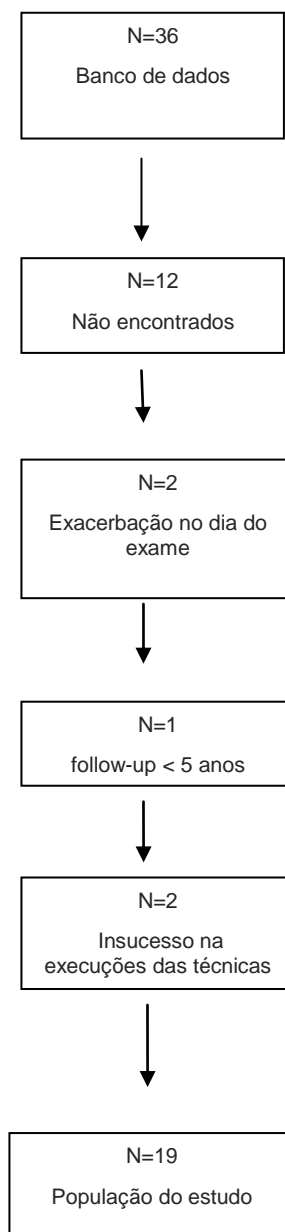 N=36
Banco de dados
N=12
Não encontrados
N=2
Exacerbação no dia do
exame
N=1
follow-up < 5 anos
N=2
Insucesso na
execuções das técnicas
N=19
População do estudo